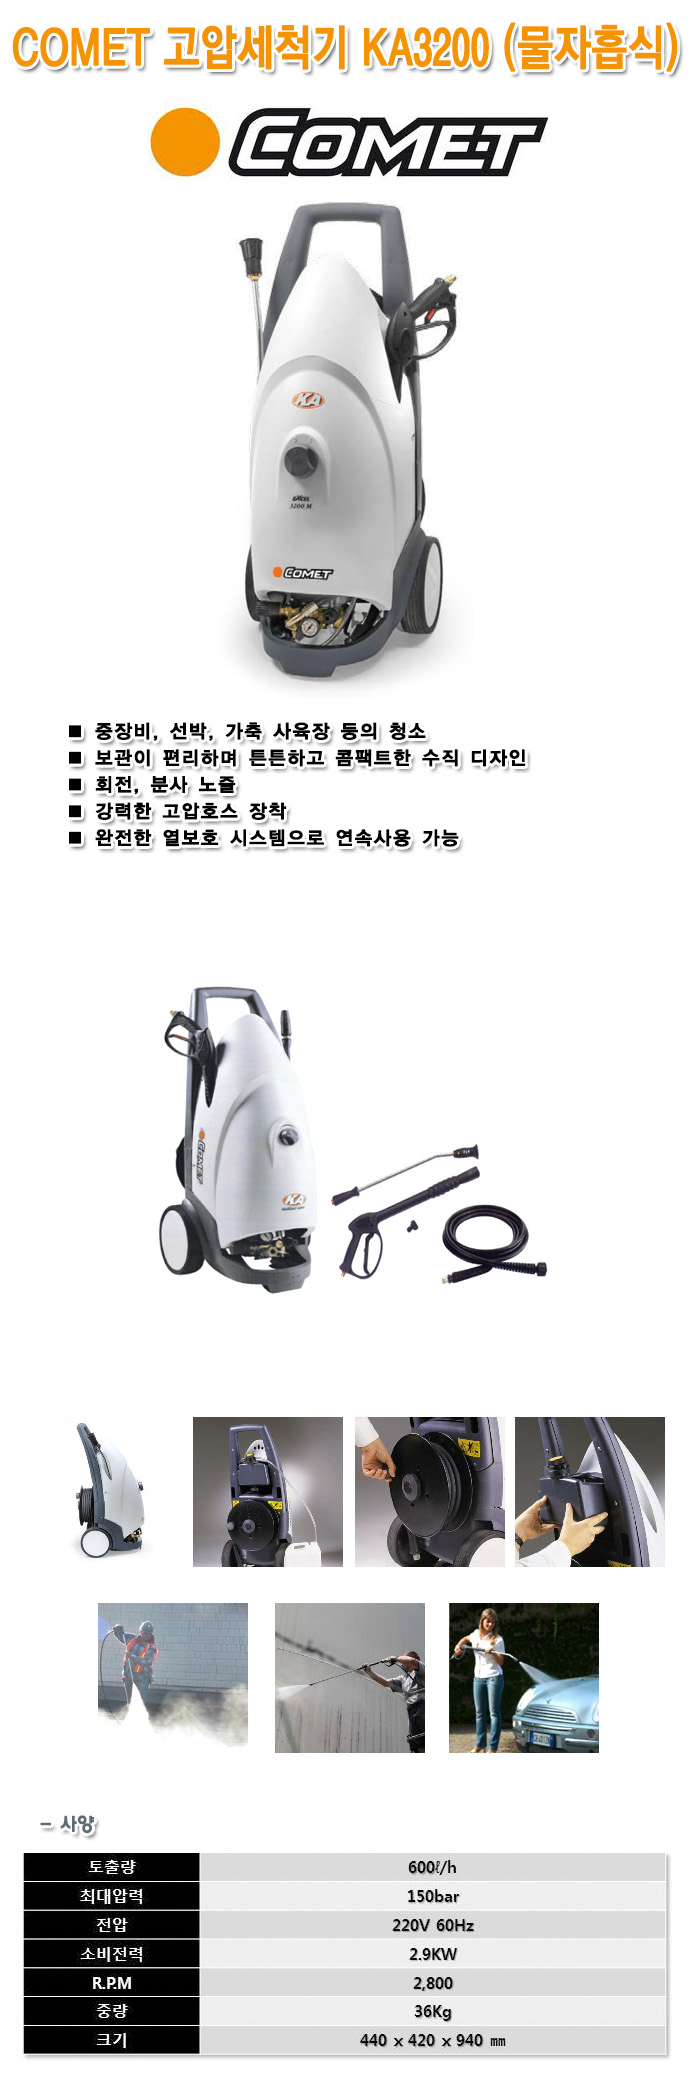 COMET 고압세척기 KA3200 (물자흡식)
COMET
KA
EXCEL
3200 M
COMET
■ 중장비, 선박, 가축 사육장 등의 청소
■ 보관이 편리하며 튼튼하고 콤팩트한 수직 디자인
■ 회전, 분사 노즐
■ 강력한 고압호스 장착
■ 완전한 열보호 시스템으로 연속사용 가능
COMET
KA
- 사양
토출량 600ℓ/h
최대압력 150bar
전압 220V 60Hz
소비전력 2.9KW
R.P.M 2,800
중량 36Kg
크기 440 x 420 x 940 ㎜